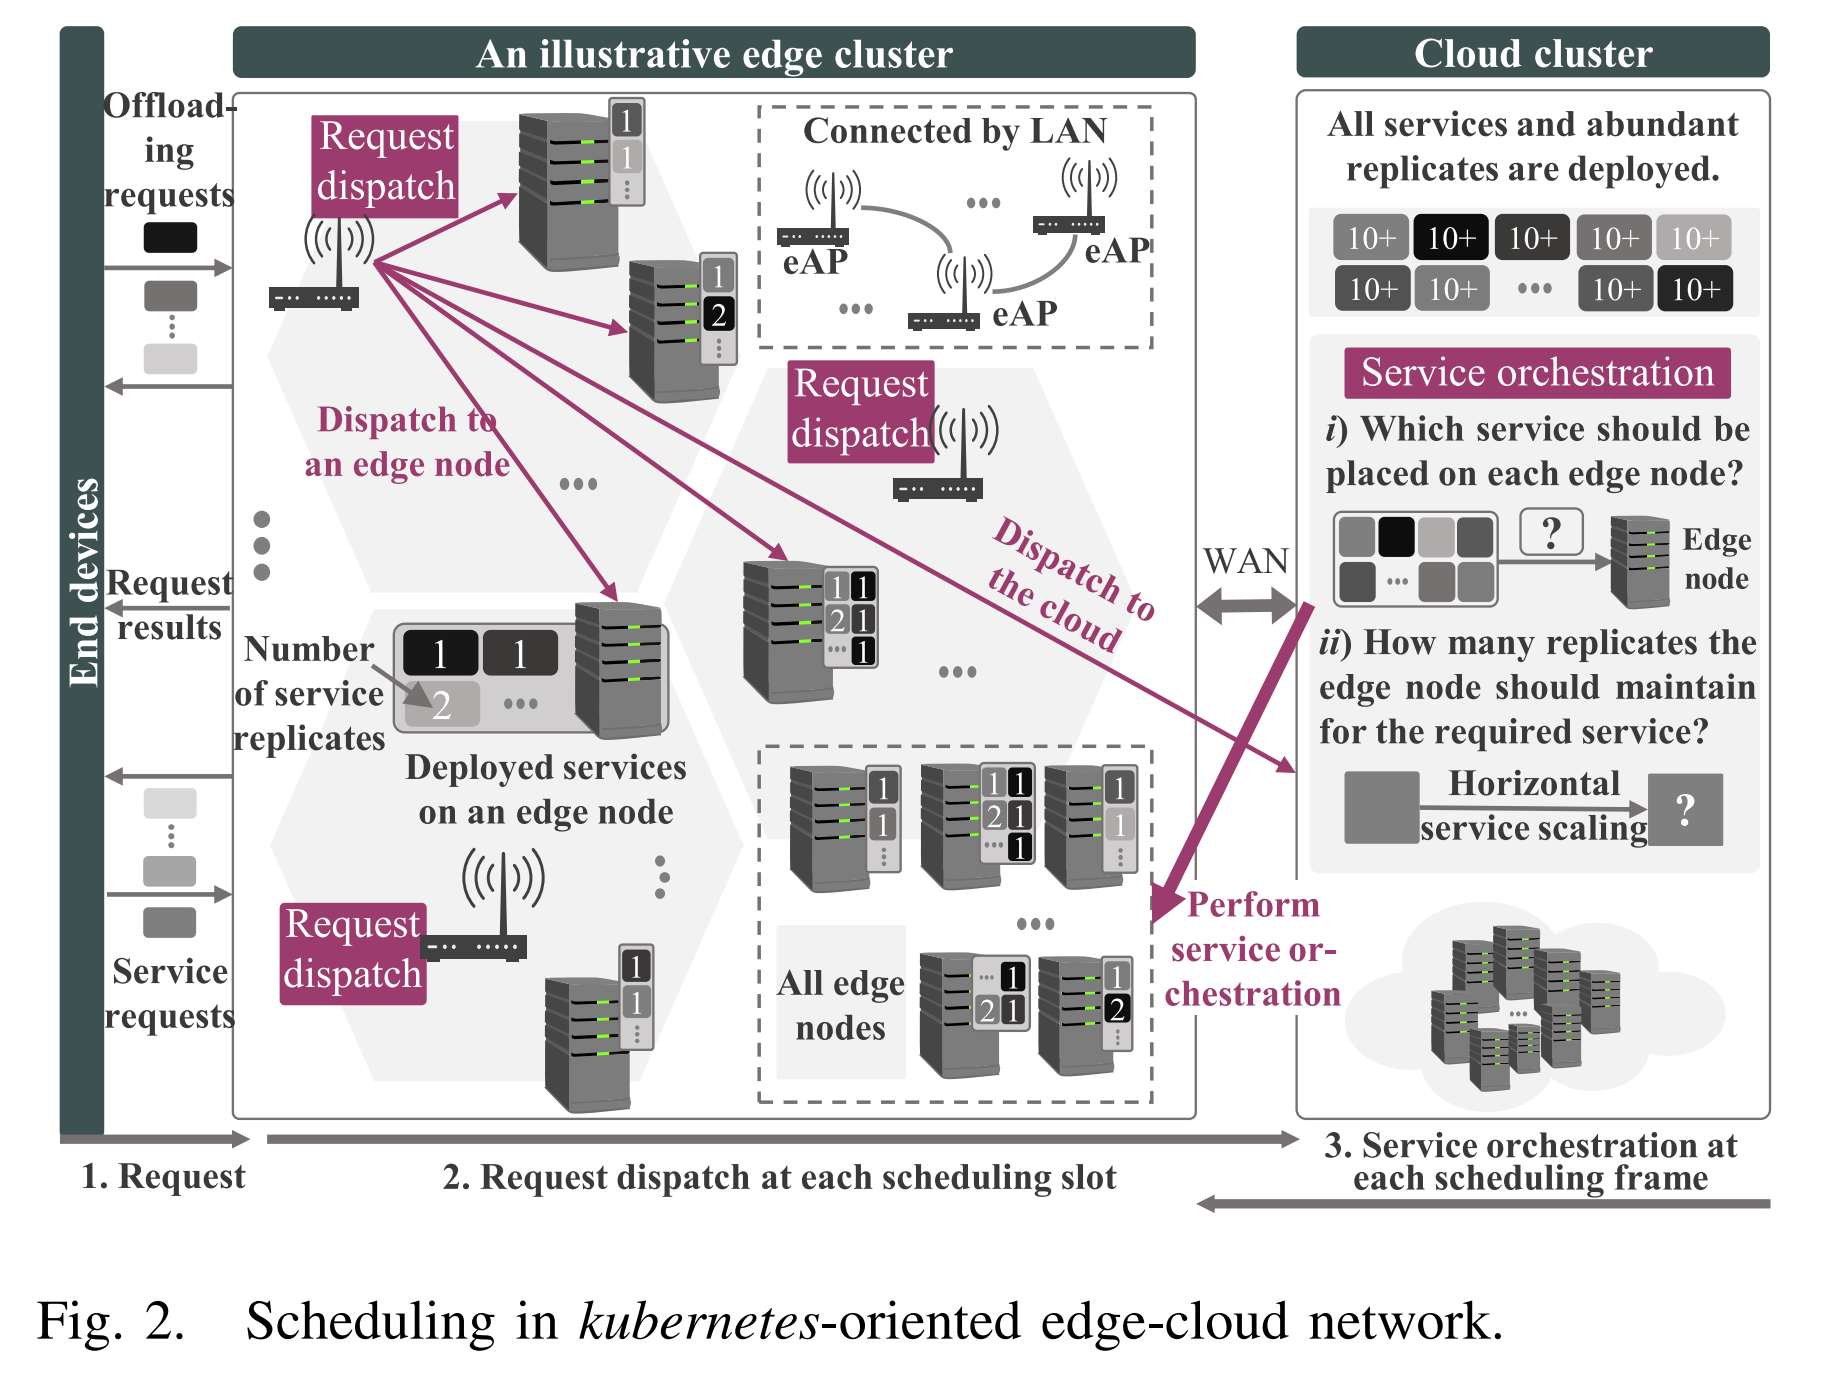 An illustrative edge cluster
Cloud cluster
End devices
Offload-
ing
requests
Request
results
Service
requests
Request
dispatch
1
1
1
2
Connected by LAN
eAP
eAP
eAP
Request
dispatch
Dispatch to
an edge node
Dispatch to
the cloud
1 1
2 1
1
Number
of service
replicates
1 1
2
Deployed services
on an edge node
Request
dispatch
1
1
1
1
1 1
2 1
1
1
1
All edge
nodes
1
2 1
1
2
WAN
Perform
service or-
chestration
All services and abundant
replicates are deployed.
10+ 10+ 10+ 10+ 10+
10+ 10+ 10+ 10+
Service orchestration
i) Which service should be
placed on each edge node?
?
Edge
node
ii) How many replicates the
edge node should maintain
for the required service?
Horizontal
service scaling
?
1. Request
2. Request dispatch at each scheduling slot
3. Service orchestration at
each scheduling frame
Fig. 2. Scheduling in kubernetes-oriented edge-cloud network.